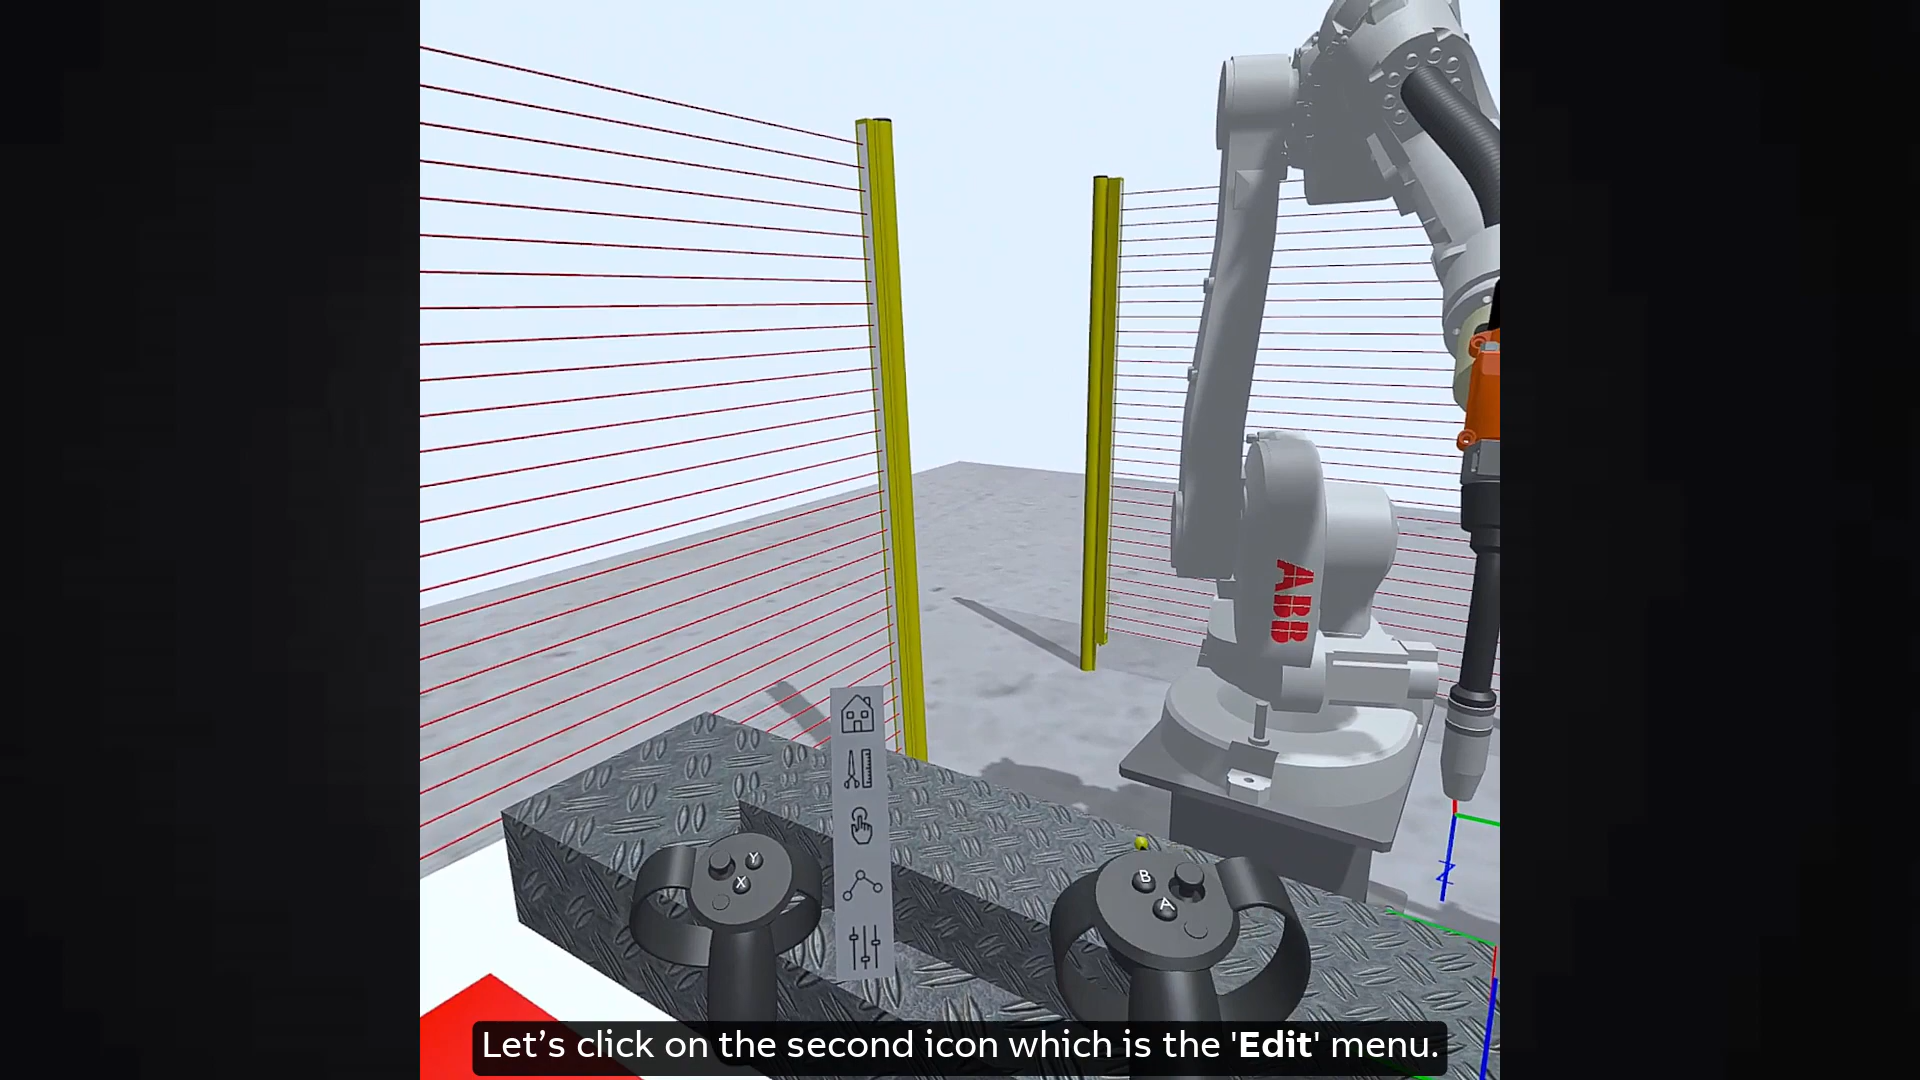 ABB
Y
X
B
A
Z
Let’s click on the second icon which is the 'Edit' menu.